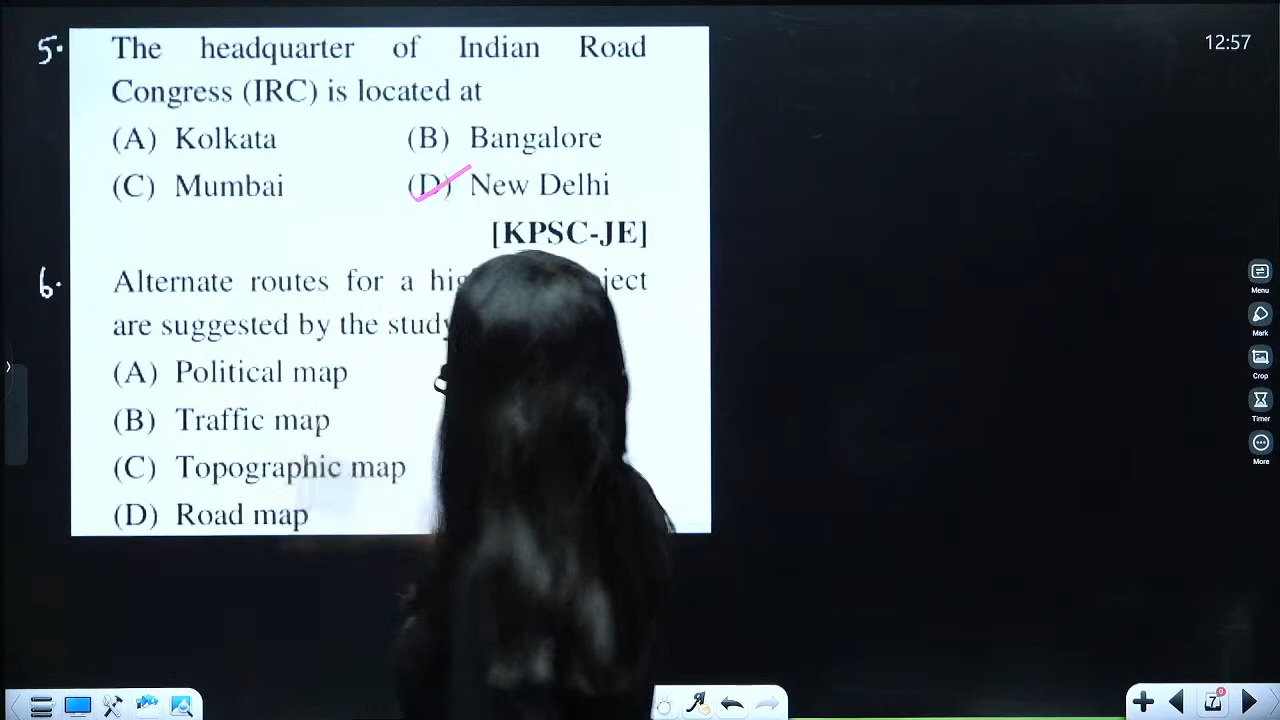 12:57
5.
The headquarter of Indian Road
Congress (IRC) is located at
(A) Kolkata (B) Bangalore
(C) Mumbai (D) New Delhi
[KPSC-JE]
6.
Alternate routes for a
are suggested by the study
(A) Political map
(B) Traffic map
(C) Topographic map
(D) Road map
Menu
Mark
Crop
Timer
More
7
0